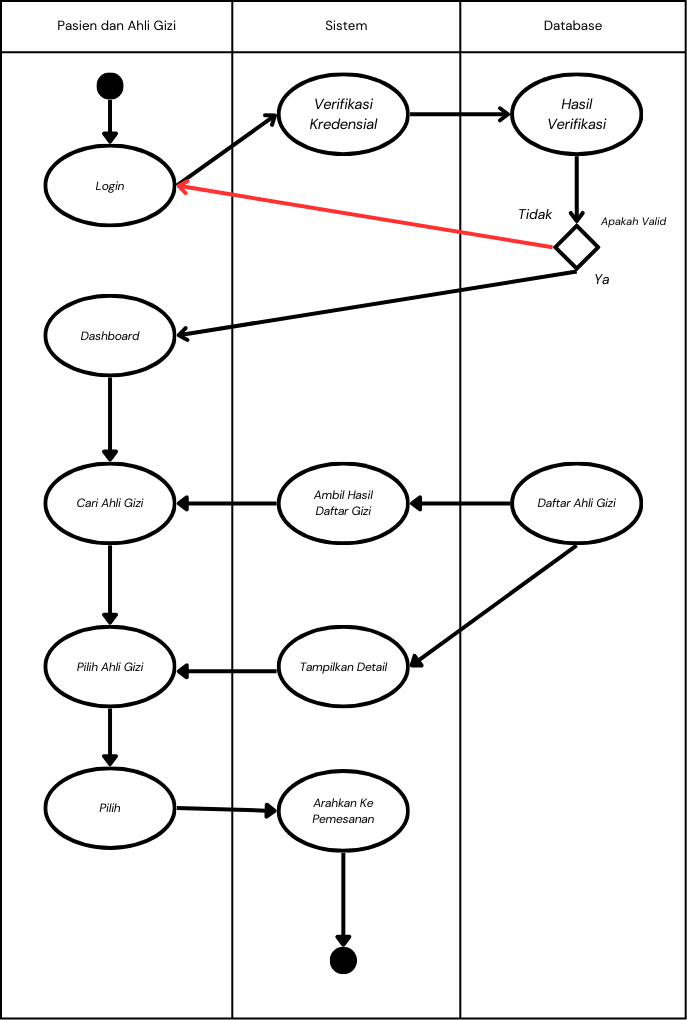 Pasien dan Ahli Gizi
Sistem
Database
Verifikasi
Kredensial
Hasil
Verifikasi
Login
Tidak
Apakah Valid
Ya
Dashboard
Cari Ahli Gizi
Ambil Hasil
Daftar Gizi
Daftar Ahli Gizi
Pilih Ahli Gizi
Tampilkan Detail
Pilih
Arahkan Ke
Pemesanan